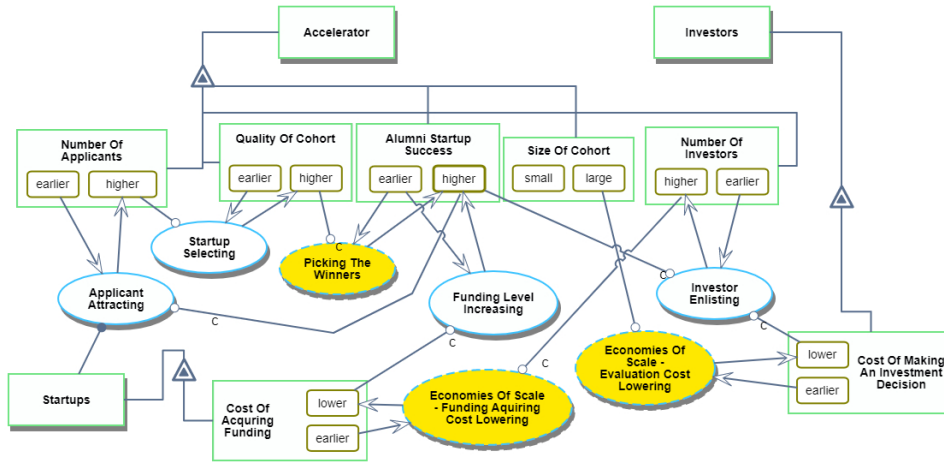 Accelerator
Investors
Number Of
Applicants
earlier
higher
Quality Of Cohort
earlier
higher
Alumni Startup
Success
earlier
higher
Size Of Cohort
small
large
Number Of
Investors
higher
earlier
Startup
Selecting
C
Picking The
Winners
Applicant
Attracting
C
Funding Level
Increasing
C
C
Investor
Enlisting
C
Startups
Cost Of
Acquring
Funding
lower
earlier
Economies Of Scale
- Funding Aquiring
Cost Lowering
C
Economies Of
Scale -
Evaluation Cost
Lowering
lower
earlier
Cost Of Making
An Investment
Decision